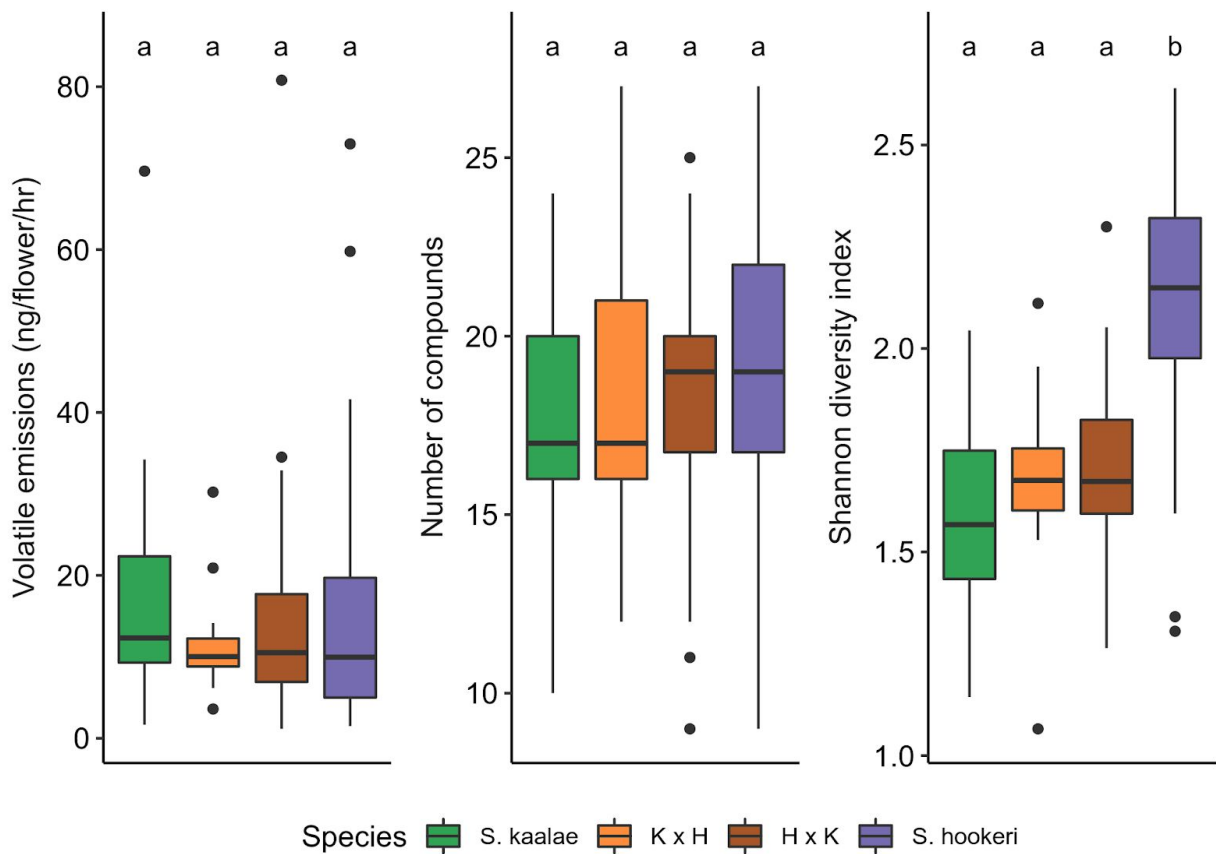 Volatile emissions (ng/flower/hr)
80
60
40
20
0
a a a a
Number of compounds
25
20
15
10
a a a a
Shannon diversity index
2.5
2.0
1.5
1.0
a a a b
Species S. kaalae K x H H x K S. hookeri